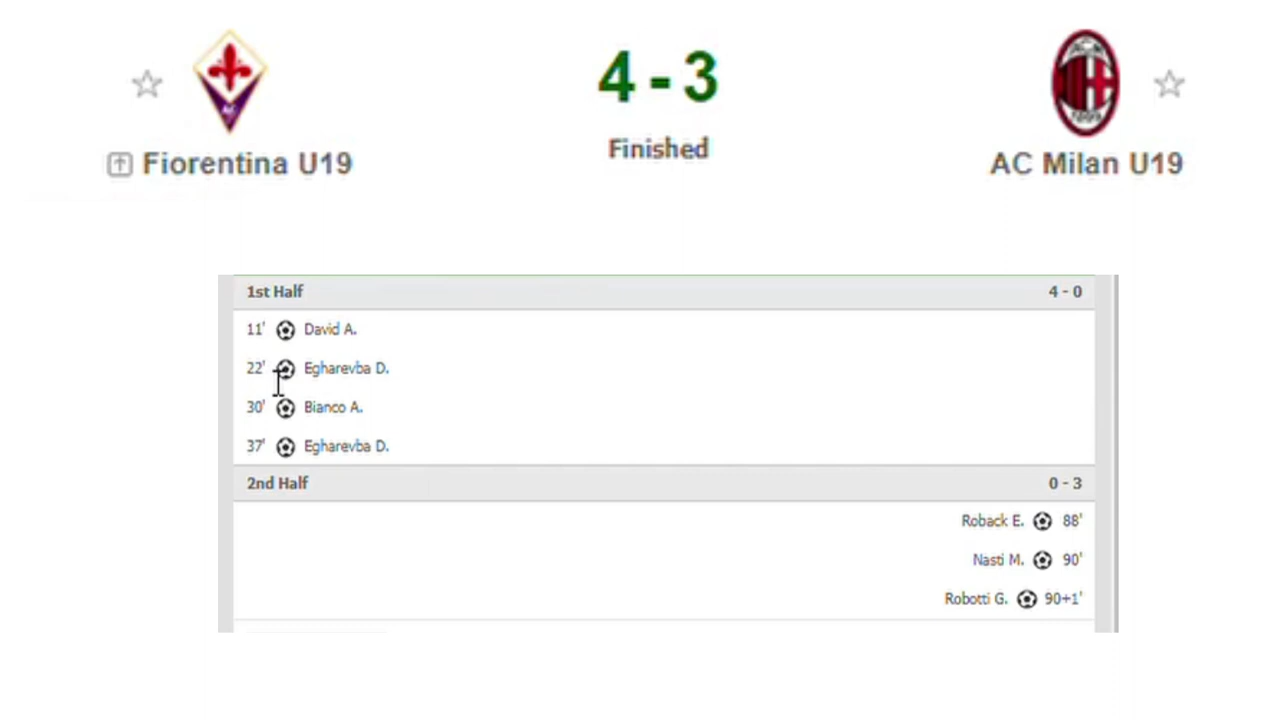 4 - 3
Finished
Fiorentina U19
AC Milan U19
1st Half 4 - 0
11' David A.
22' Egharevba D.
30' Bianco A.
37' Egharevba D.
2nd Half 0 - 3
Roback E. 88'
Nasti M. 90'
Robotti G. 90+1'